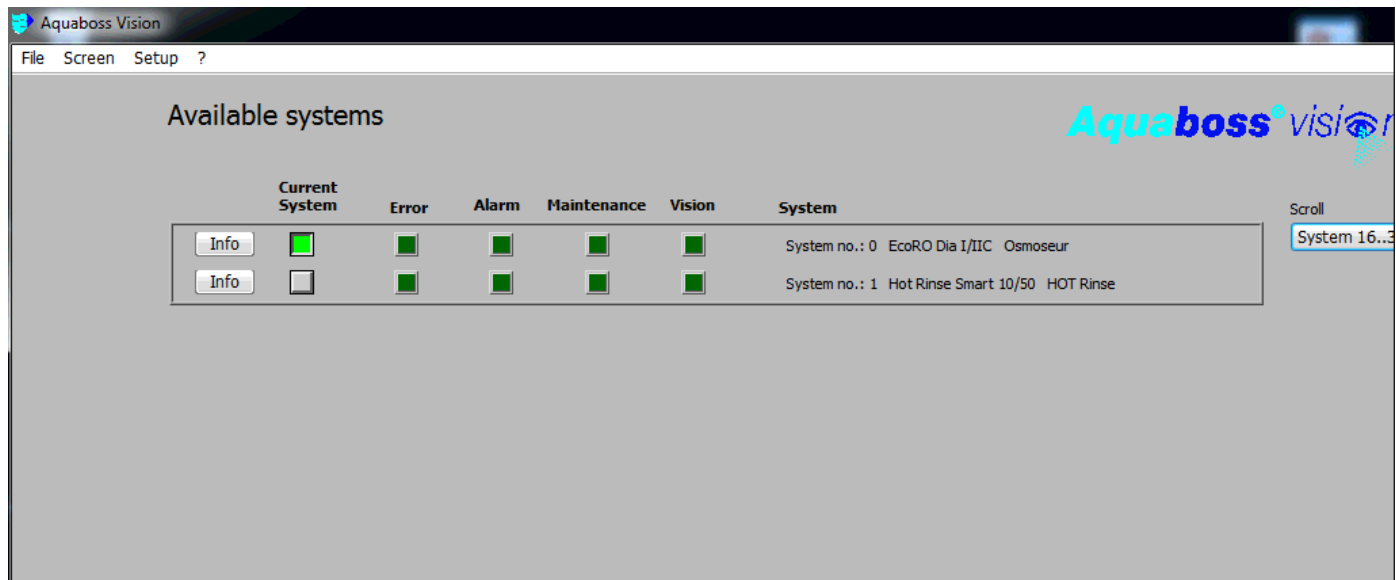 Aquaboss Vision
File Screen Setup ?
Available systems
Aquaboss® vision
Current System Error Alarm Maintenance Vision System
Scroll
Info System no.: 0 EcoRO Dia I/IIC Osmoseur
System 16..3
Info System no.: 1 Hot Rinse Smart 10/50 HOT Rinse